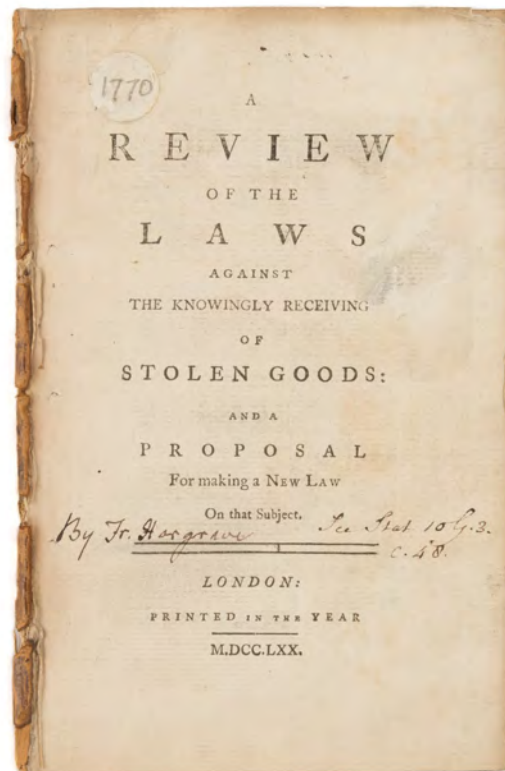 1770
A
REVIEW
OF THE
LAWS
AGAINST
THE KNOWINGLY RECEIVING
OF
STOLEN GOODS:
AND A
PROPOSAL
For making a NEW LAW
On that Subject.
By Fr. Hargrave See Stat 10 G. 3.
c. 48.
LONDON:
PRINTED IN THE YEAR
M.DCC.LXX.